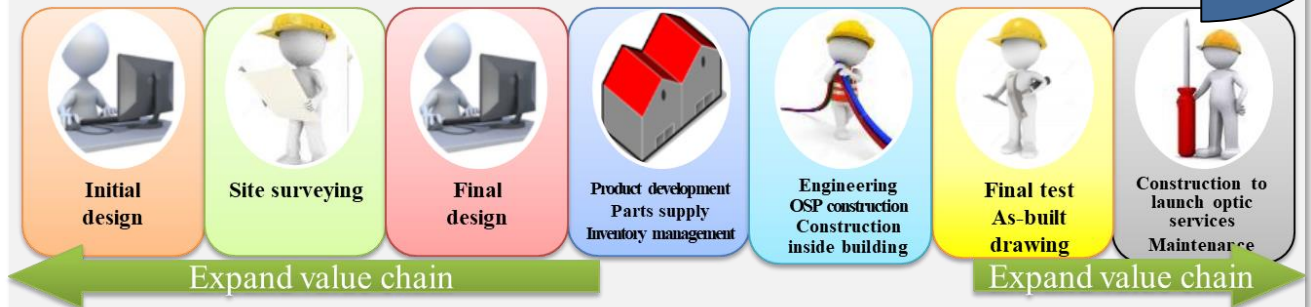 Initial
design
Site surveying
Final
design
Product development
Parts supply
Inventory management
Engineering
OSP construction
Construction
inside building
Final test
As-built
drawing
Construction to
launch optic
services
Maintenance
Expand value chain
Expand value chain